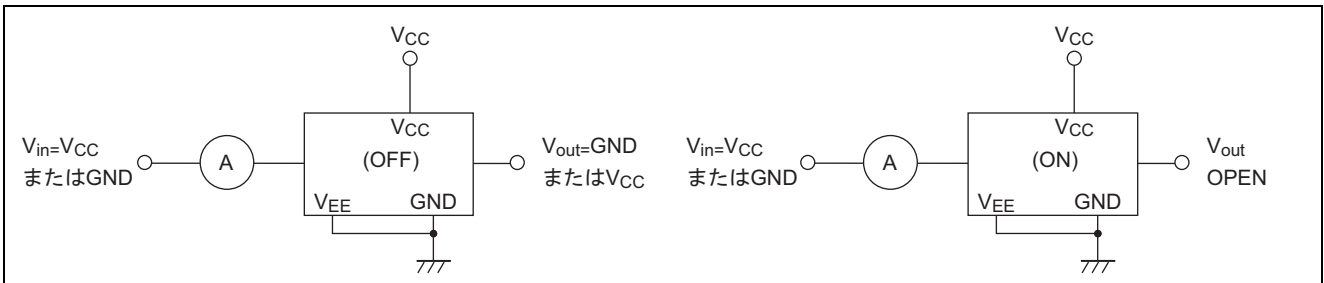 VCC
VCC
Vin=VCC
またはGND
A
(OFF)
VEE
GND
Vout=GND
またはVCC
VCC
VCC
Vin=VCC
またはGND
A
(ON)
VEE
GND
Vout
OPEN